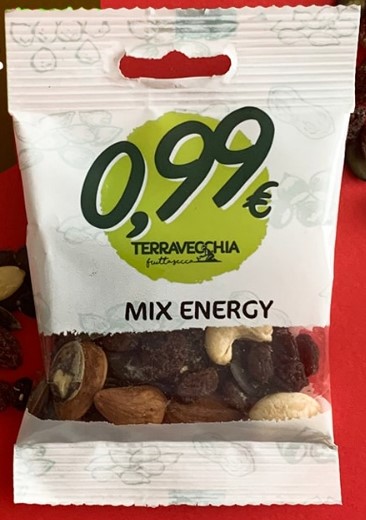 0,99€
TERRAVECCHIA
fruttasecca
MIX ENERGY